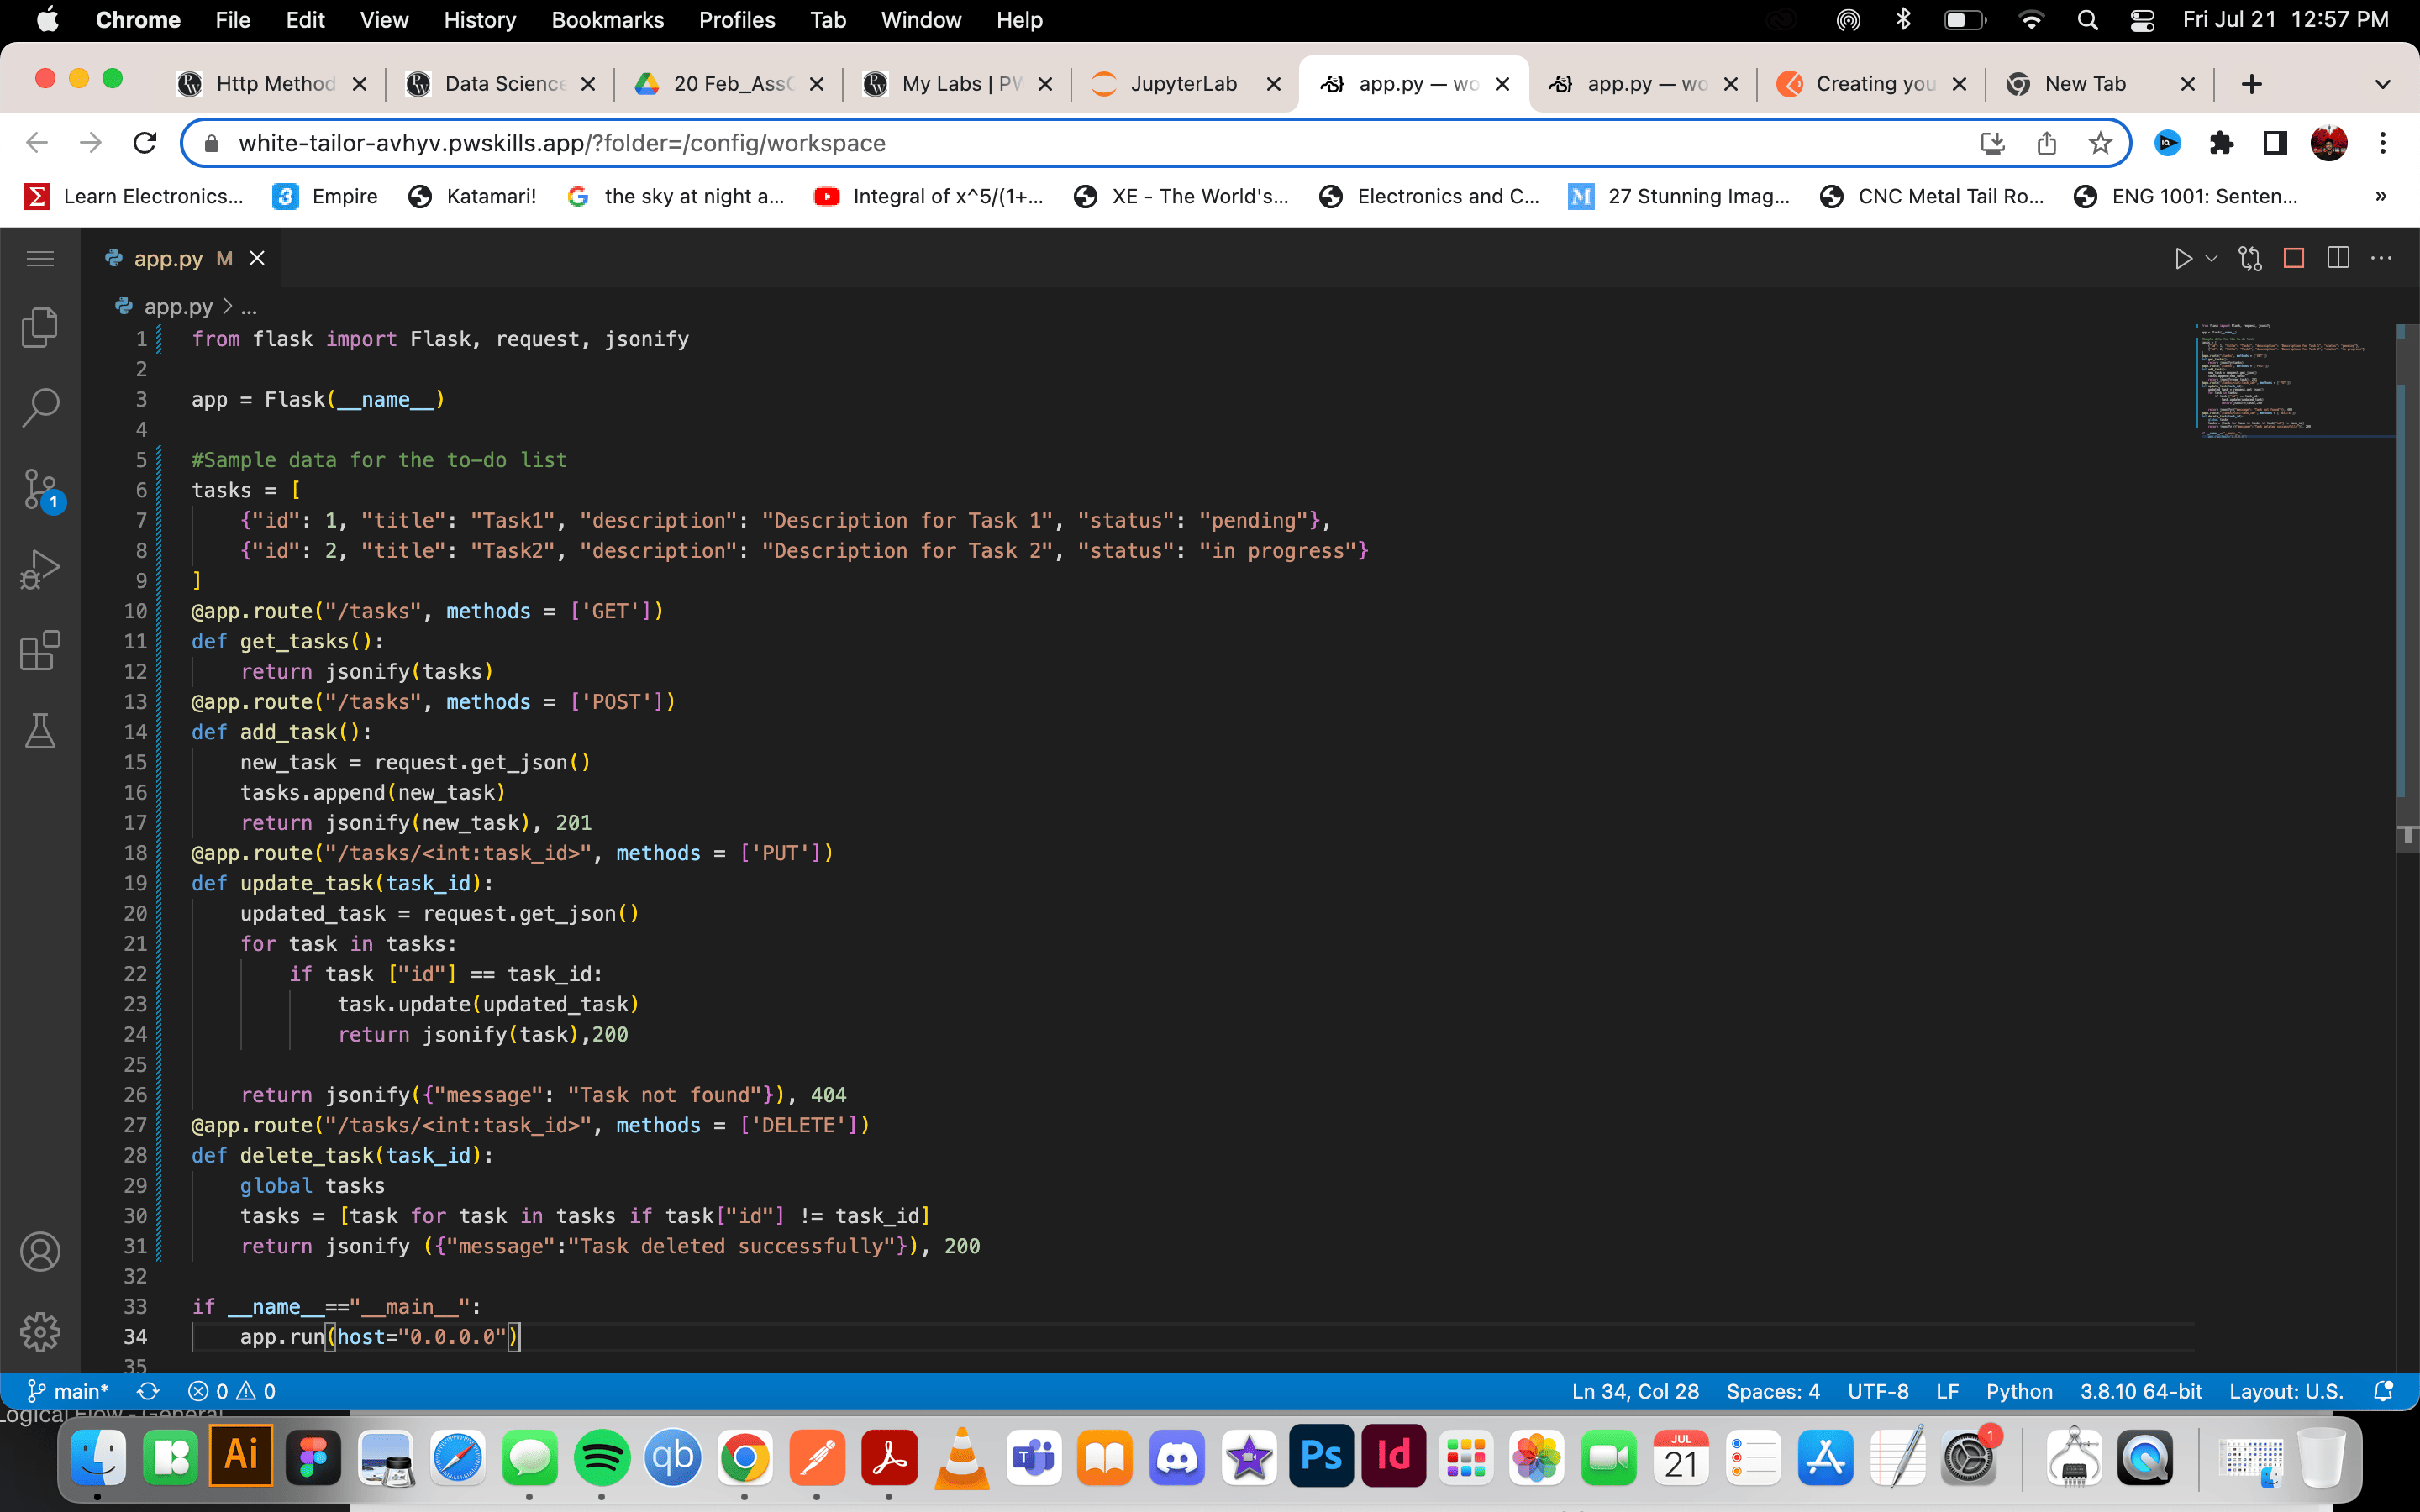 Chrome File Edit View History Bookmarks Profiles Tab Window Help Fri Jul 21 12:57 PM
Http Method Data Science 20 Feb_Ass My Labs | PW JupyterLab app.py — wo app.py — wo Creating you New Tab
white-tailor-avhyv.pwskills.app/?folder=/config/workspace
Learn Electronics... Empire Katamari! the sky at night a... Integral of x^5/(1+... XE - The World's... Electronics and C... 27 Stunning Imag... CNC Metal Tail Ro... ENG 1001: Senten... »
app.py M
app.py > ...
1 from flask import Flask, request, jsonify
2
3 app = Flask(__name__)
4
5 #Sample data for the to-do list
6 tasks = [
7 {"id": 1, "title": "Task1", "description": "Description for Task 1", "status": "pending"},
8 {"id": 2, "title": "Task2", "description": "Description for Task 2", "status": "in progress"}
9 ]
10 @app.route("/tasks", methods = ['GET'])
11 def get_tasks():
12 return jsonify(tasks)
13 @app.route("/tasks", methods = ['POST'])
14 def add_task():
15 new_task = request.get_json()
16 tasks.append(new_task)
17 return jsonify(new_task), 201
18 @app.route("/tasks/<int:task_id>", methods = ['PUT'])
19 def update_task(task_id):
20 updated_task = request.get_json()
21 for task in tasks:
22 if task ["id"] == task_id:
23 task.update(updated_task)
24 return jsonify(task),200
25
26 return jsonify({"message": "Task not found"}), 404
27 @app.route("/tasks/<int:task_id>", methods = ['DELETE'])
28 def delete_task(task_id):
29 global tasks
30 tasks = [task for task in tasks if task["id"] != task_id]
31 return jsonify ({"message":"Task deleted successfully"}), 200
32
33 if __name__=="__main__":
34 app.run(host="0.0.0.0")
35
1
main* 0 0 Ln 34, Col 28 Spaces: 4 UTF-8 LF Python 3.8.10 64-bit Layout: U.S.
Logical Flow - General
Ai qb Ps Id JUL 21 1